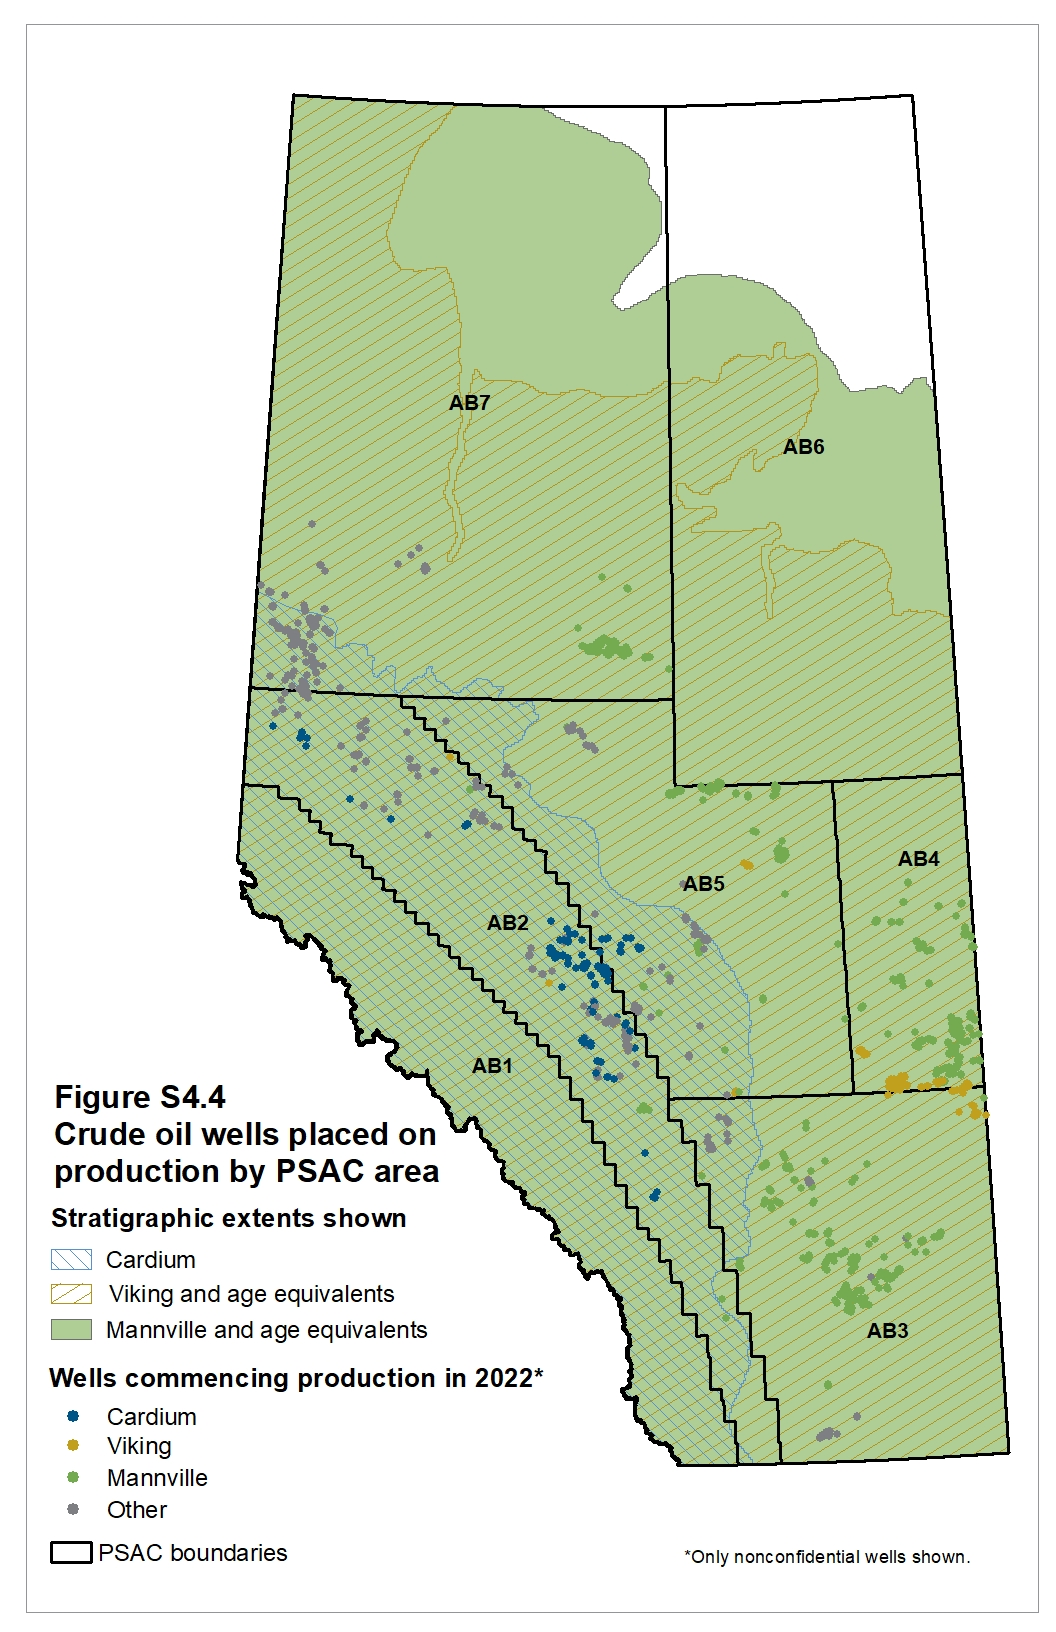 AB7
AB6
AB4
AB5
AB2
AB1
AB3
Figure S4.4
Crude oil wells placed on
production by PSAC area
Stratigraphic extents shown
Cardium
Viking and age equivalents
Mannville and age equivalents
Wells commencing production in 2022*
Cardium
Viking
Mannville
Other
PSAC boundaries
*Only nonconfidential wells shown.